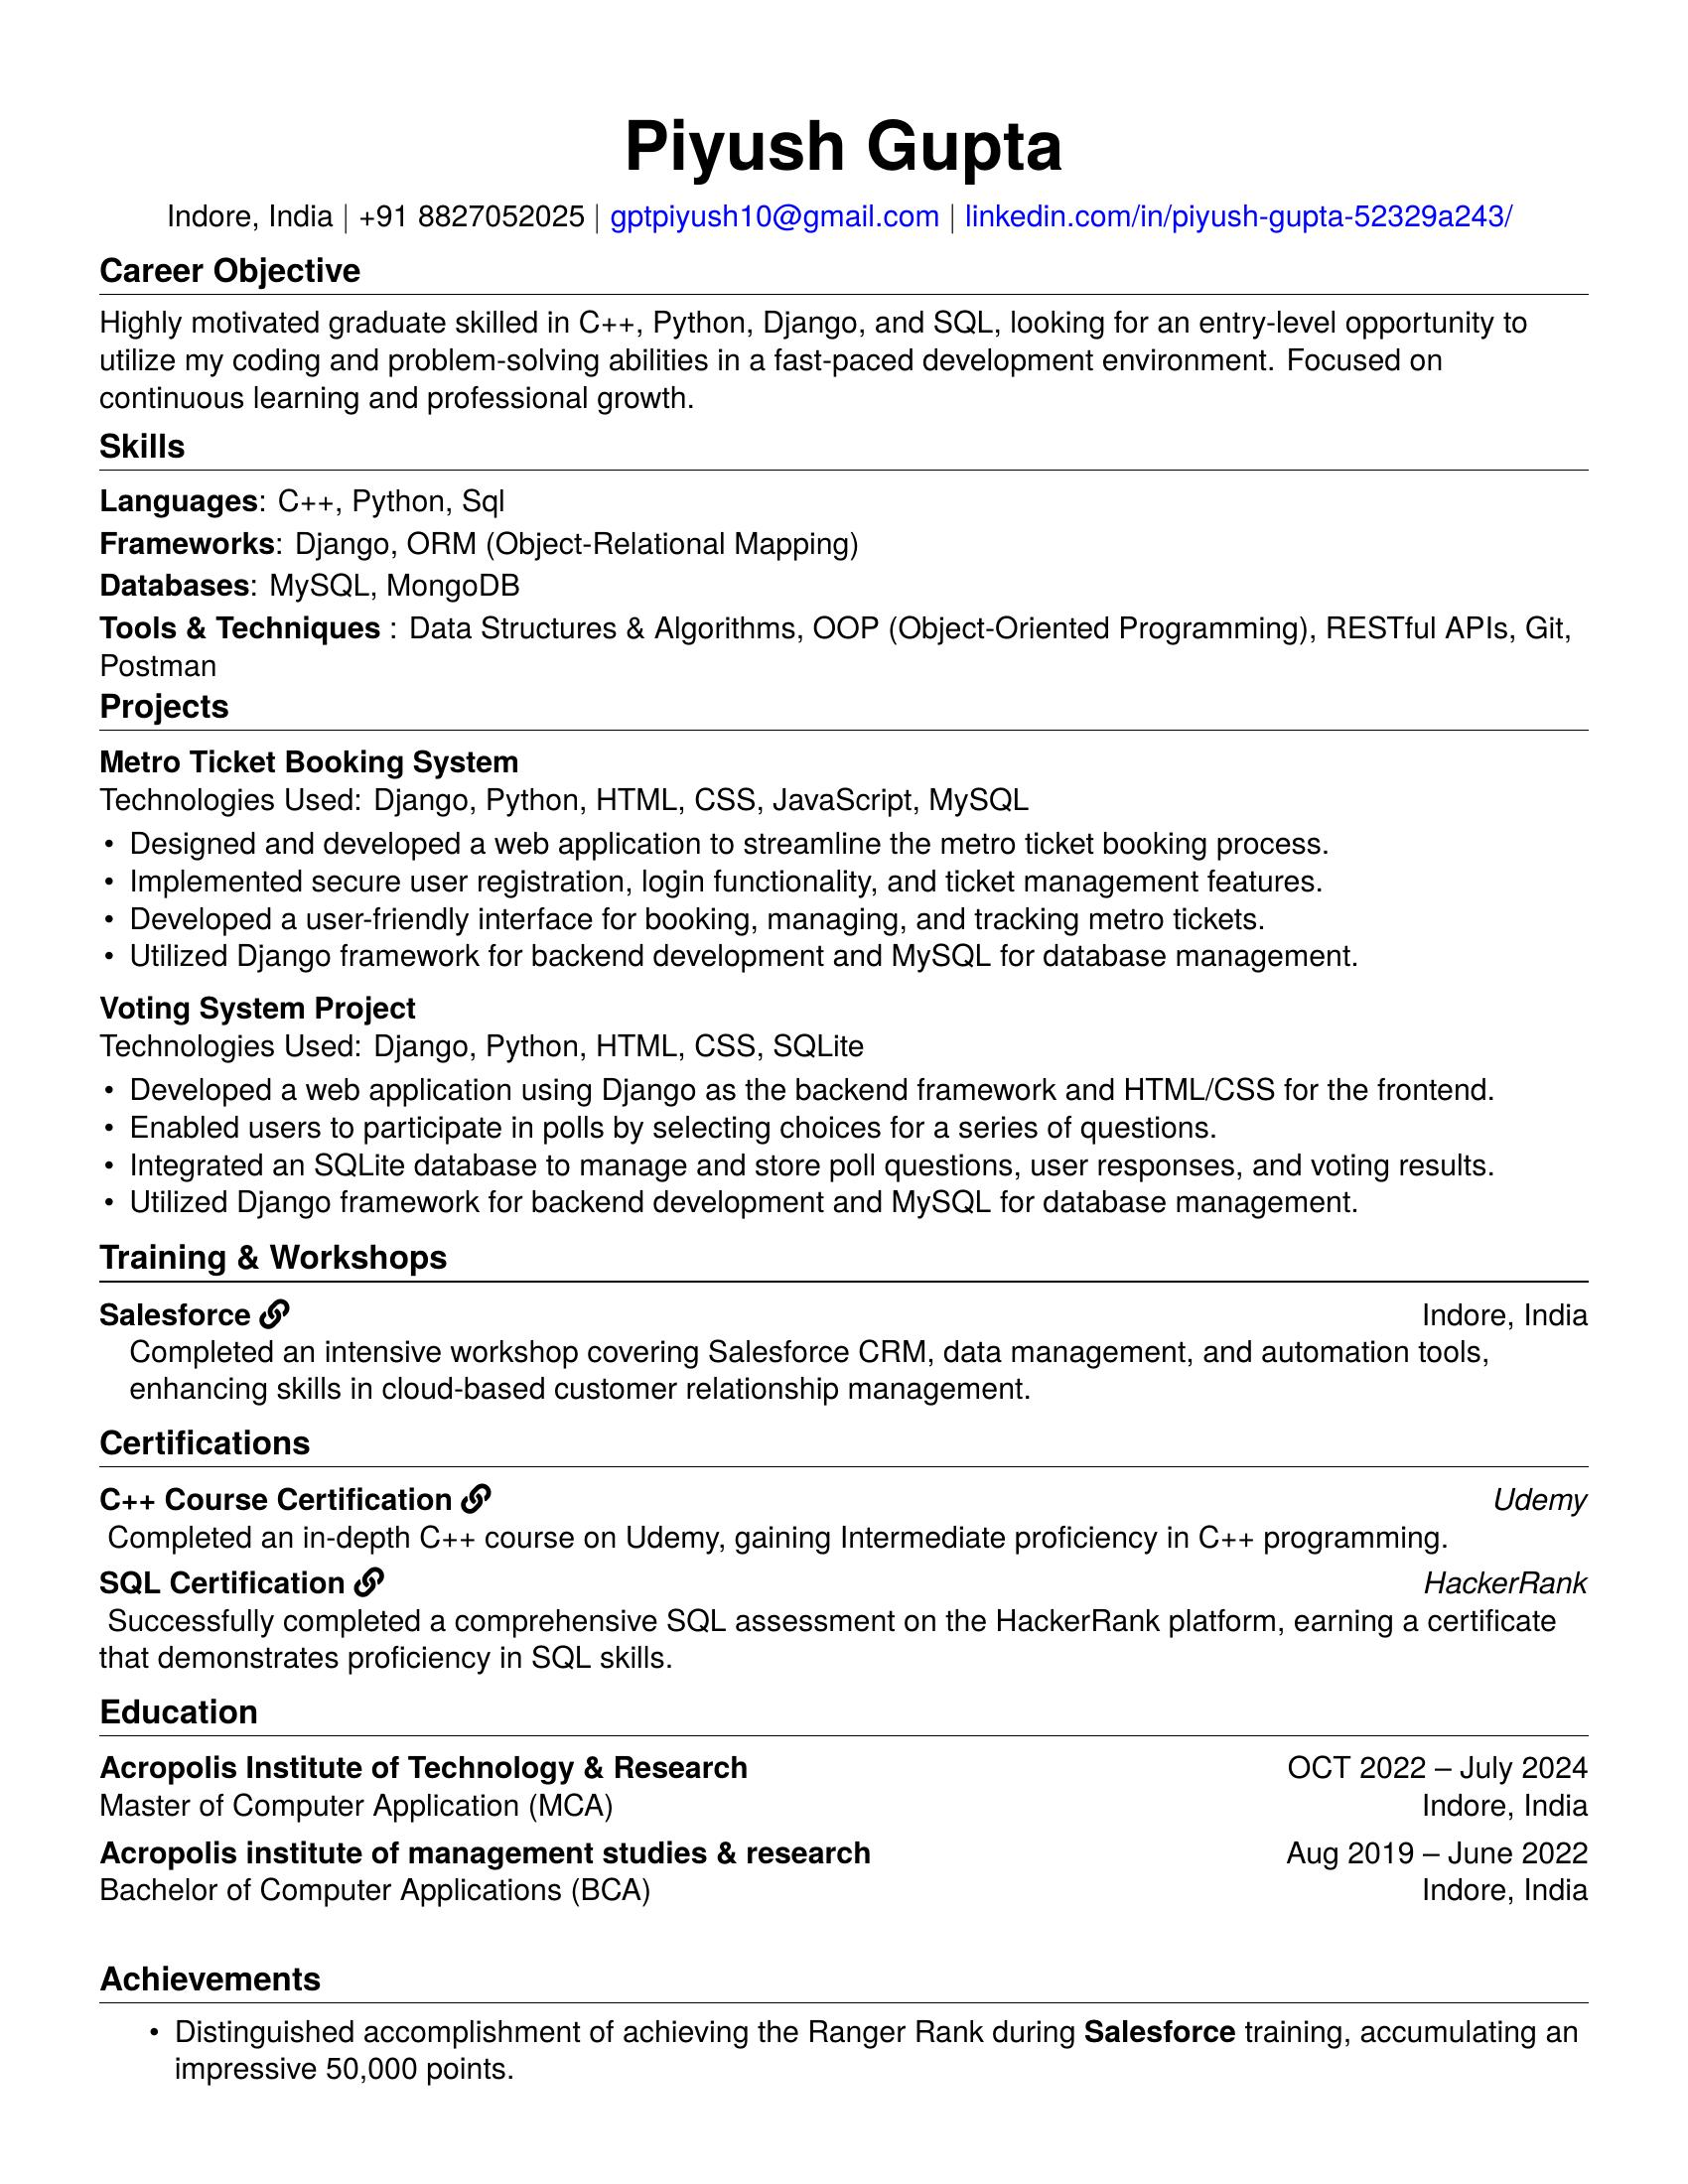 Piyush Gupta
Indore, India | +91 8827052025 | gptpiyush10@gmail.com | linkedin.com/in/piyush-gupta-52329a243/
Career Objective
Highly motivated graduate skilled in C++, Python, Django, and SQL, looking for an entry-level opportunity to
utilize my coding and problem-solving abilities in a fast-paced development environment. Focused on
continuous learning and professional growth.
Skills
Languages: C++, Python, Sql
Frameworks: Django, ORM (Object-Relational Mapping)
Databases: MySQL, MongoDB
Tools & Techniques : Data Structures & Algorithms, OOP (Object-Oriented Programming), RESTful APIs, Git,
Postman
Projects
Metro Ticket Booking System
Technologies Used: Django, Python, HTML, CSS, JavaScript, MySQL
• Designed and developed a web application to streamline the metro ticket booking process.
• Implemented secure user registration, login functionality, and ticket management features.
• Developed a user-friendly interface for booking, managing, and tracking metro tickets.
• Utilized Django framework for backend development and MySQL for database management.
Voting System Project
Technologies Used: Django, Python, HTML, CSS, SQLite
• Developed a web application using Django as the backend framework and HTML/CSS for the frontend.
• Enabled users to participate in polls by selecting choices for a series of questions.
• Integrated an SQLite database to manage and store poll questions, user responses, and voting results.
• Utilized Django framework for backend development and MySQL for database management.
Training & Workshops
Salesforce Indore, India
Completed an intensive workshop covering Salesforce CRM, data management, and automation tools,
enhancing skills in cloud-based customer relationship management.
Certifications
C++ Course Certification Udemy
Completed an in-depth C++ course on Udemy, gaining Intermediate proficiency in C++ programming.
SQL Certification HackerRank
Successfully completed a comprehensive SQL assessment on the HackerRank platform, earning a certificate
that demonstrates proficiency in SQL skills.
Education
Acropolis Institute of Technology & Research OCT 2022 – July 2024
Master of Computer Application (MCA) Indore, India
Acropolis institute of management studies & research Aug 2019 – June 2022
Bachelor of Computer Applications (BCA) Indore, India
Achievements
• Distinguished accomplishment of achieving the Ranger Rank during Salesforce training, accumulating an
impressive 50,000 points.